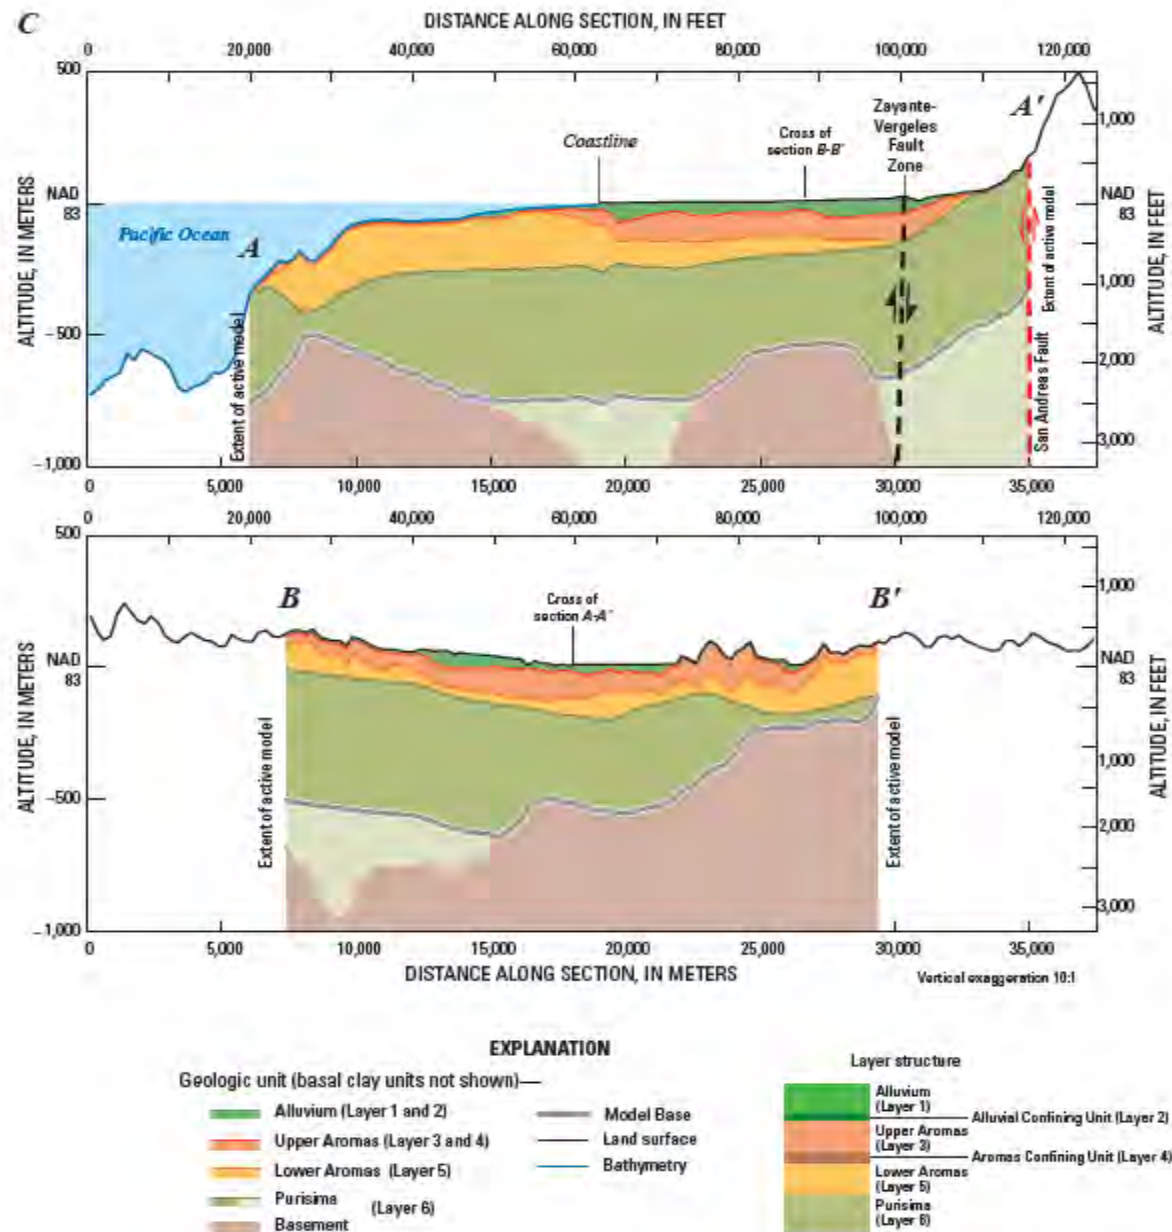 C
DISTANCE ALONG SECTION, IN FEET
0 20,000 40,000 60,000 80,000 100,000 120,000
500
A'
Zayante-
Vergeles
Fault
Zone
1,000
Coastline
Cross of
section B-B'
NAD
83
NAD
83
Pacific Ocean
A
ALTITUDE, IN METERS
ALTITUDE, IN FEET
Extent of active model
Extent of active model
San Andreas Fault
1,000
-500
2,000
3,000
-1,000
0 5,000 10,000 15,000 20,000 25,000 30,000 35,000
0 20,000 40,000 60,000 80,000 100,000 120,000
500
B
B'
1,000
Cross of
section A-A'
NAD
83
NAD
83
ALTITUDE, IN METERS
ALTITUDE, IN FEET
Extent of active model
Extent of active model
1,000
-500
2,000
3,000
-1,000
0 5,000 10,000 15,000 20,000 25,000 30,000 35,000
DISTANCE ALONG SECTION, IN METERS
Vertical exaggeration 10:1
EXPLANATION
Geologic unit (basal clay units not shown)—
Alluvium (Layer 1 and 2)
Upper Aromas (Layer 3 and 4)
Lower Aromas (Layer 5)
Purisima
(Layer 6)
Basement
Model Base
Land surface
Bathymetry
Layer structure
Alluvium
(Layer 1)
Alluvial Confining Unit (Layer 2)
Upper Aromas
(Layer 3)
Aromas Confining Unit (Layer 4)
Lower Aromas
(Layer 5)
Purisima
(Layer 6)